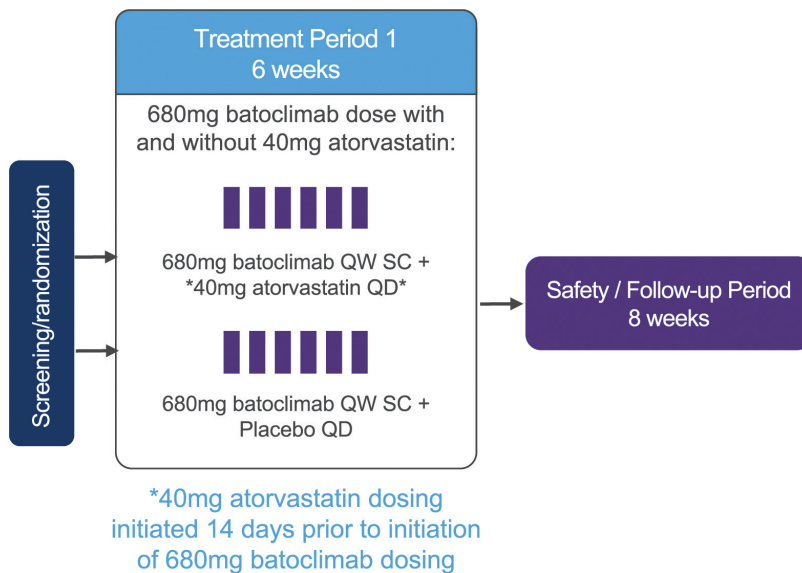 Screening/randomization
Treatment Period 1
6 weeks
680mg batoclimab dose with
and without 40mg atorvastatin:
680mg batoclimab QW SC +
*40mg atorvastatin QD*
680mg batoclimab QW SC +
Placebo QD
Safety / Follow-up Period
8 weeks
*40mg atorvastatin dosing
initiated 14 days prior to initiation
of 680mg batoclimab dosing